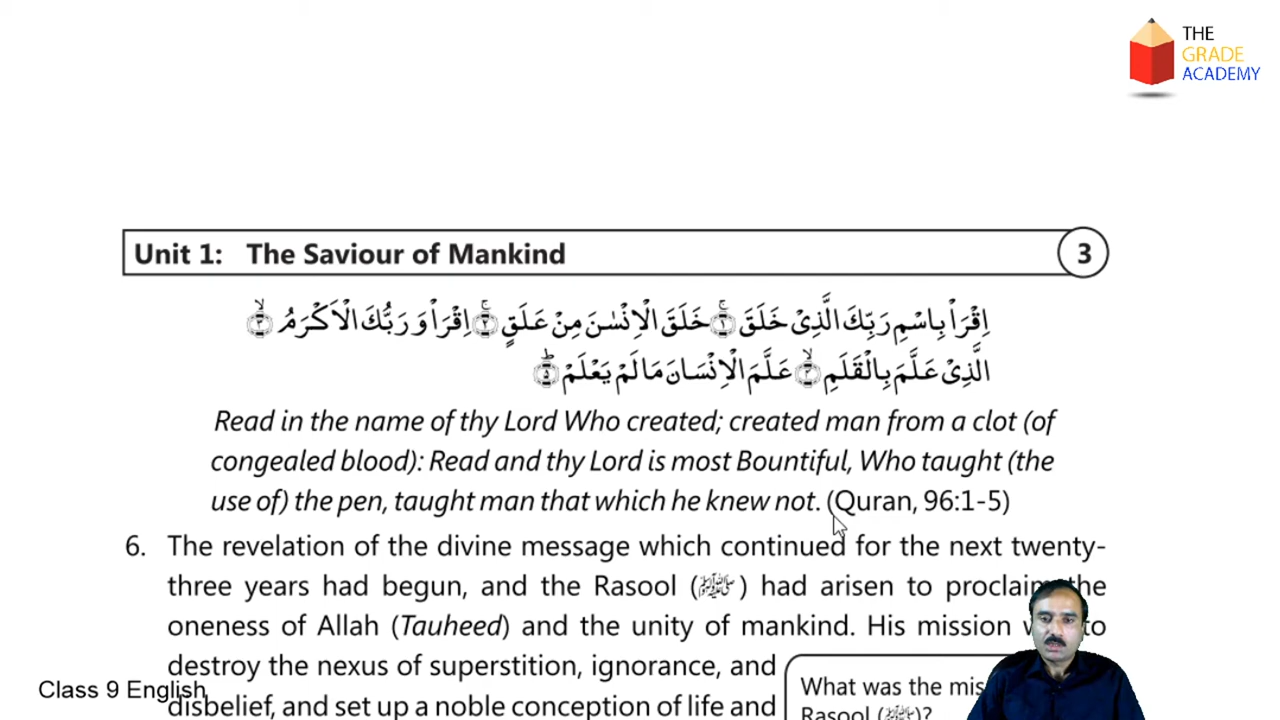 THE
GRADE
ACADEMY
Unit 1: The Saviour of Mankind
3
اِقْرَاْ بِاسْمِ رَبِّكَ الَّذِىْ خَلَقَ ۚ﴿۱﴾ خَلَقَ الْاِنْسٰنَ مِنْ عَلَقٍ ۚ﴿۲﴾ اِقْرَاْ وَ رَبُّكَ الْاَكْرَمُ ۙ﴿۳﴾
الَّذِىْ عَلَّمَ بِالْقَلَمِ ۙ﴿۴﴾ عَلَّمَ الْاِنْسَانَ مَا لَمْ يَعْلَمْ ؕ﴿۵﴾
Read in the name of thy Lord Who created; created man from a clot (of
congealed blood): Read and thy Lord is most Bountiful, Who taught (the
use of) the pen, taught man that which he knew not. (Quran, 96:1-5)
6. The revelation of the divine message which continued for the next twenty-
three years had begun, and the Rasool (ﷺ) had arisen to proclaim the
oneness of Allah (Tauheed) and the unity of mankind. His mission to
destroy the nexus of superstition, ignorance, and
disbelief, and set up a noble conception of life and
What was the
Rasool (ﷺ)?
Class 9 English